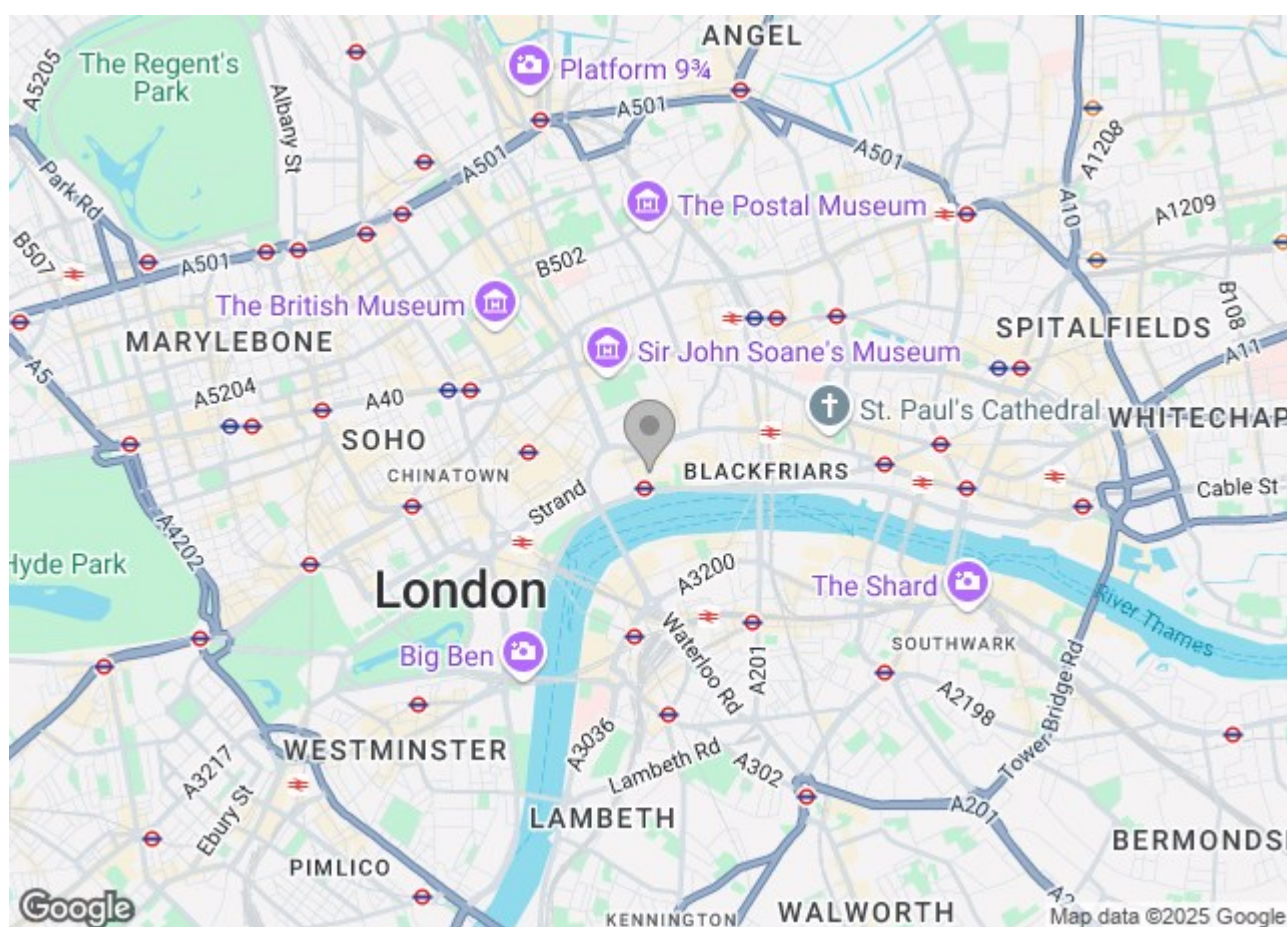 ANGEL
The Regent's
Park
A5205
Albany St
Platform 9¾
A501
A501
A501
A1208
A10
A1209
Park Rd
B507
A501
The Postal Museum
B502
B108
The British Museum
MARYLEBONE
Sir John Soane's Museum
SPITALFIELDS
A11
A5
A5204
A40
SOHO
CHINATOWN
St. Paul's Cathedral
WHITECHAP
BLACKFRIARS
Strand
Cable St
A4202
Hyde Park
London
A3200
The Shard
River Thames
Big Ben
Waterloo Rd
A201
SOUTHWARK
A2198
Tower Bridge Rd
WESTMINSTER
A3036
Lambeth Rd
A302
A3217
Ebury St
LAMBETH
A201
BERMONDS
PIMLICO
KENNINGTON
WALWORTH
A2
Google
Map data ©2025 Google